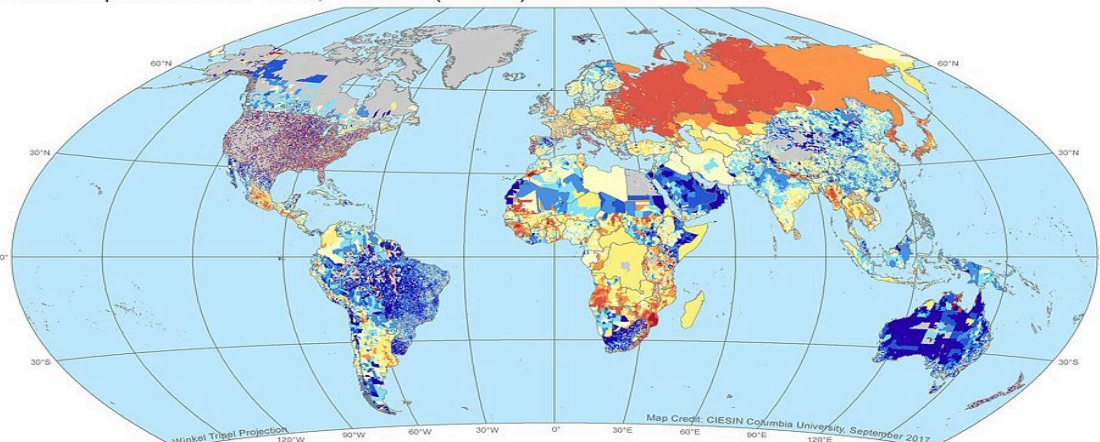 60°N
60°N
30°N
30°N
0°
30°S
30°S
Winkel Tripel Projection
120°W
90°W
60°W
30°W
0°
30°E
60°E
90°E
120°E
Map Credit: CIESIN Columbia University, September 2017